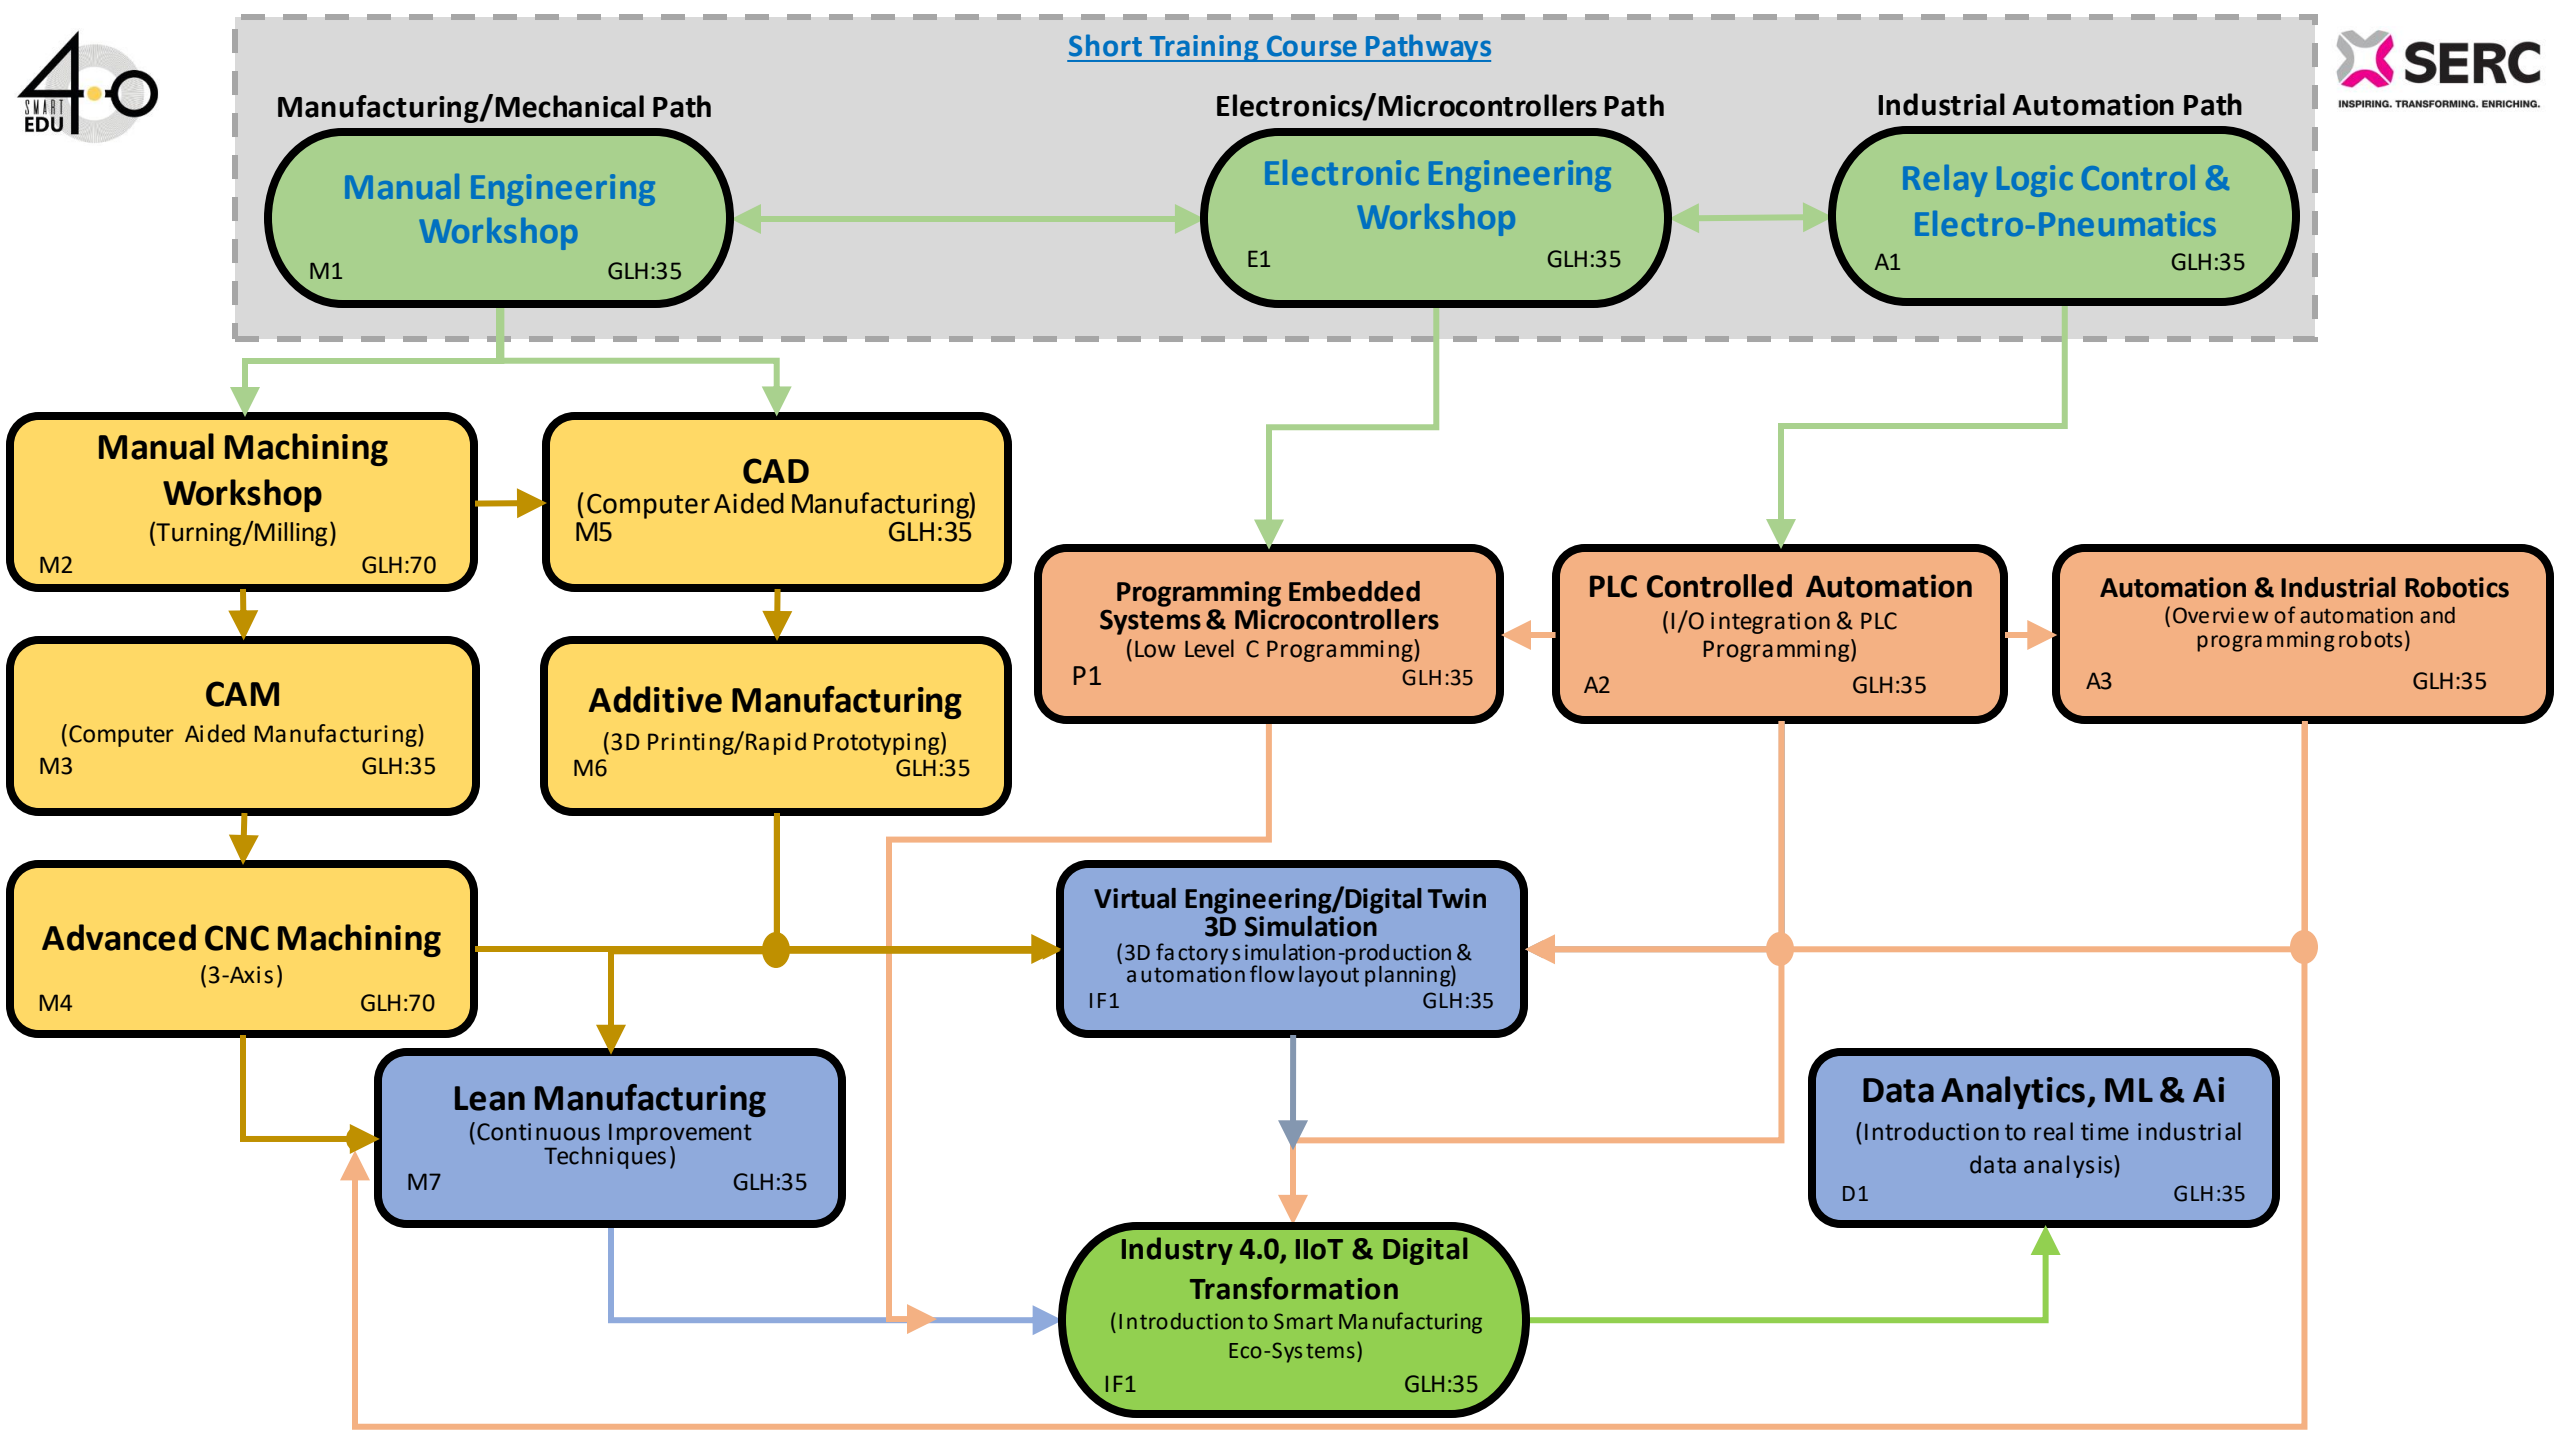 Short Training Course Pathways
4.0
SMART
EDU
SERC
INSPIRING. TRANSFORMING. ENRICHING.
Manufacturing/Mechanical Path
Electronics/Microcontrollers Path
Industrial Automation Path
Manual Engineering
Workshop
M1 GLH:35
Electronic Engineering
Workshop
E1 GLH:35
Relay Logic Control &
Electro-Pneumatics
A1 GLH:35
Manual Machining
Workshop
(Turning/Milling)
M2 GLH:70
CAD
(Computer Aided Manufacturing)
M5 GLH:35
Programming Embedded
Systems & Microcontrollers
(Low Level C Programming)
P1 GLH:35
PLC Controlled Automation
(I/O integration & PLC
Programming)
A2 GLH:35
Automation & Industrial Robotics
(Overview of automation and
programming robots)
A3 GLH:35
CAM
(Computer Aided Manufacturing)
M3 GLH:35
Additive Manufacturing
(3D Printing/Rapid Prototyping)
M6 GLH:35
Advanced CNC Machining
(3-Axis)
M4 GLH:70
Virtual Engineering/Digital Twin
3D Simulation
(3D factory simulation-production &
automation flow layout planning)
IF1 GLH:35
Lean Manufacturing
(Continuous Improvement
Techniques)
M7 GLH:35
Data Analytics, ML & Ai
(Introduction to real time industrial
data analysis)
D1 GLH:35
Industry 4.0, IIoT & Digital
Transformation
(Introduction to Smart Manufacturing
Eco-Systems)
IF1 GLH:35